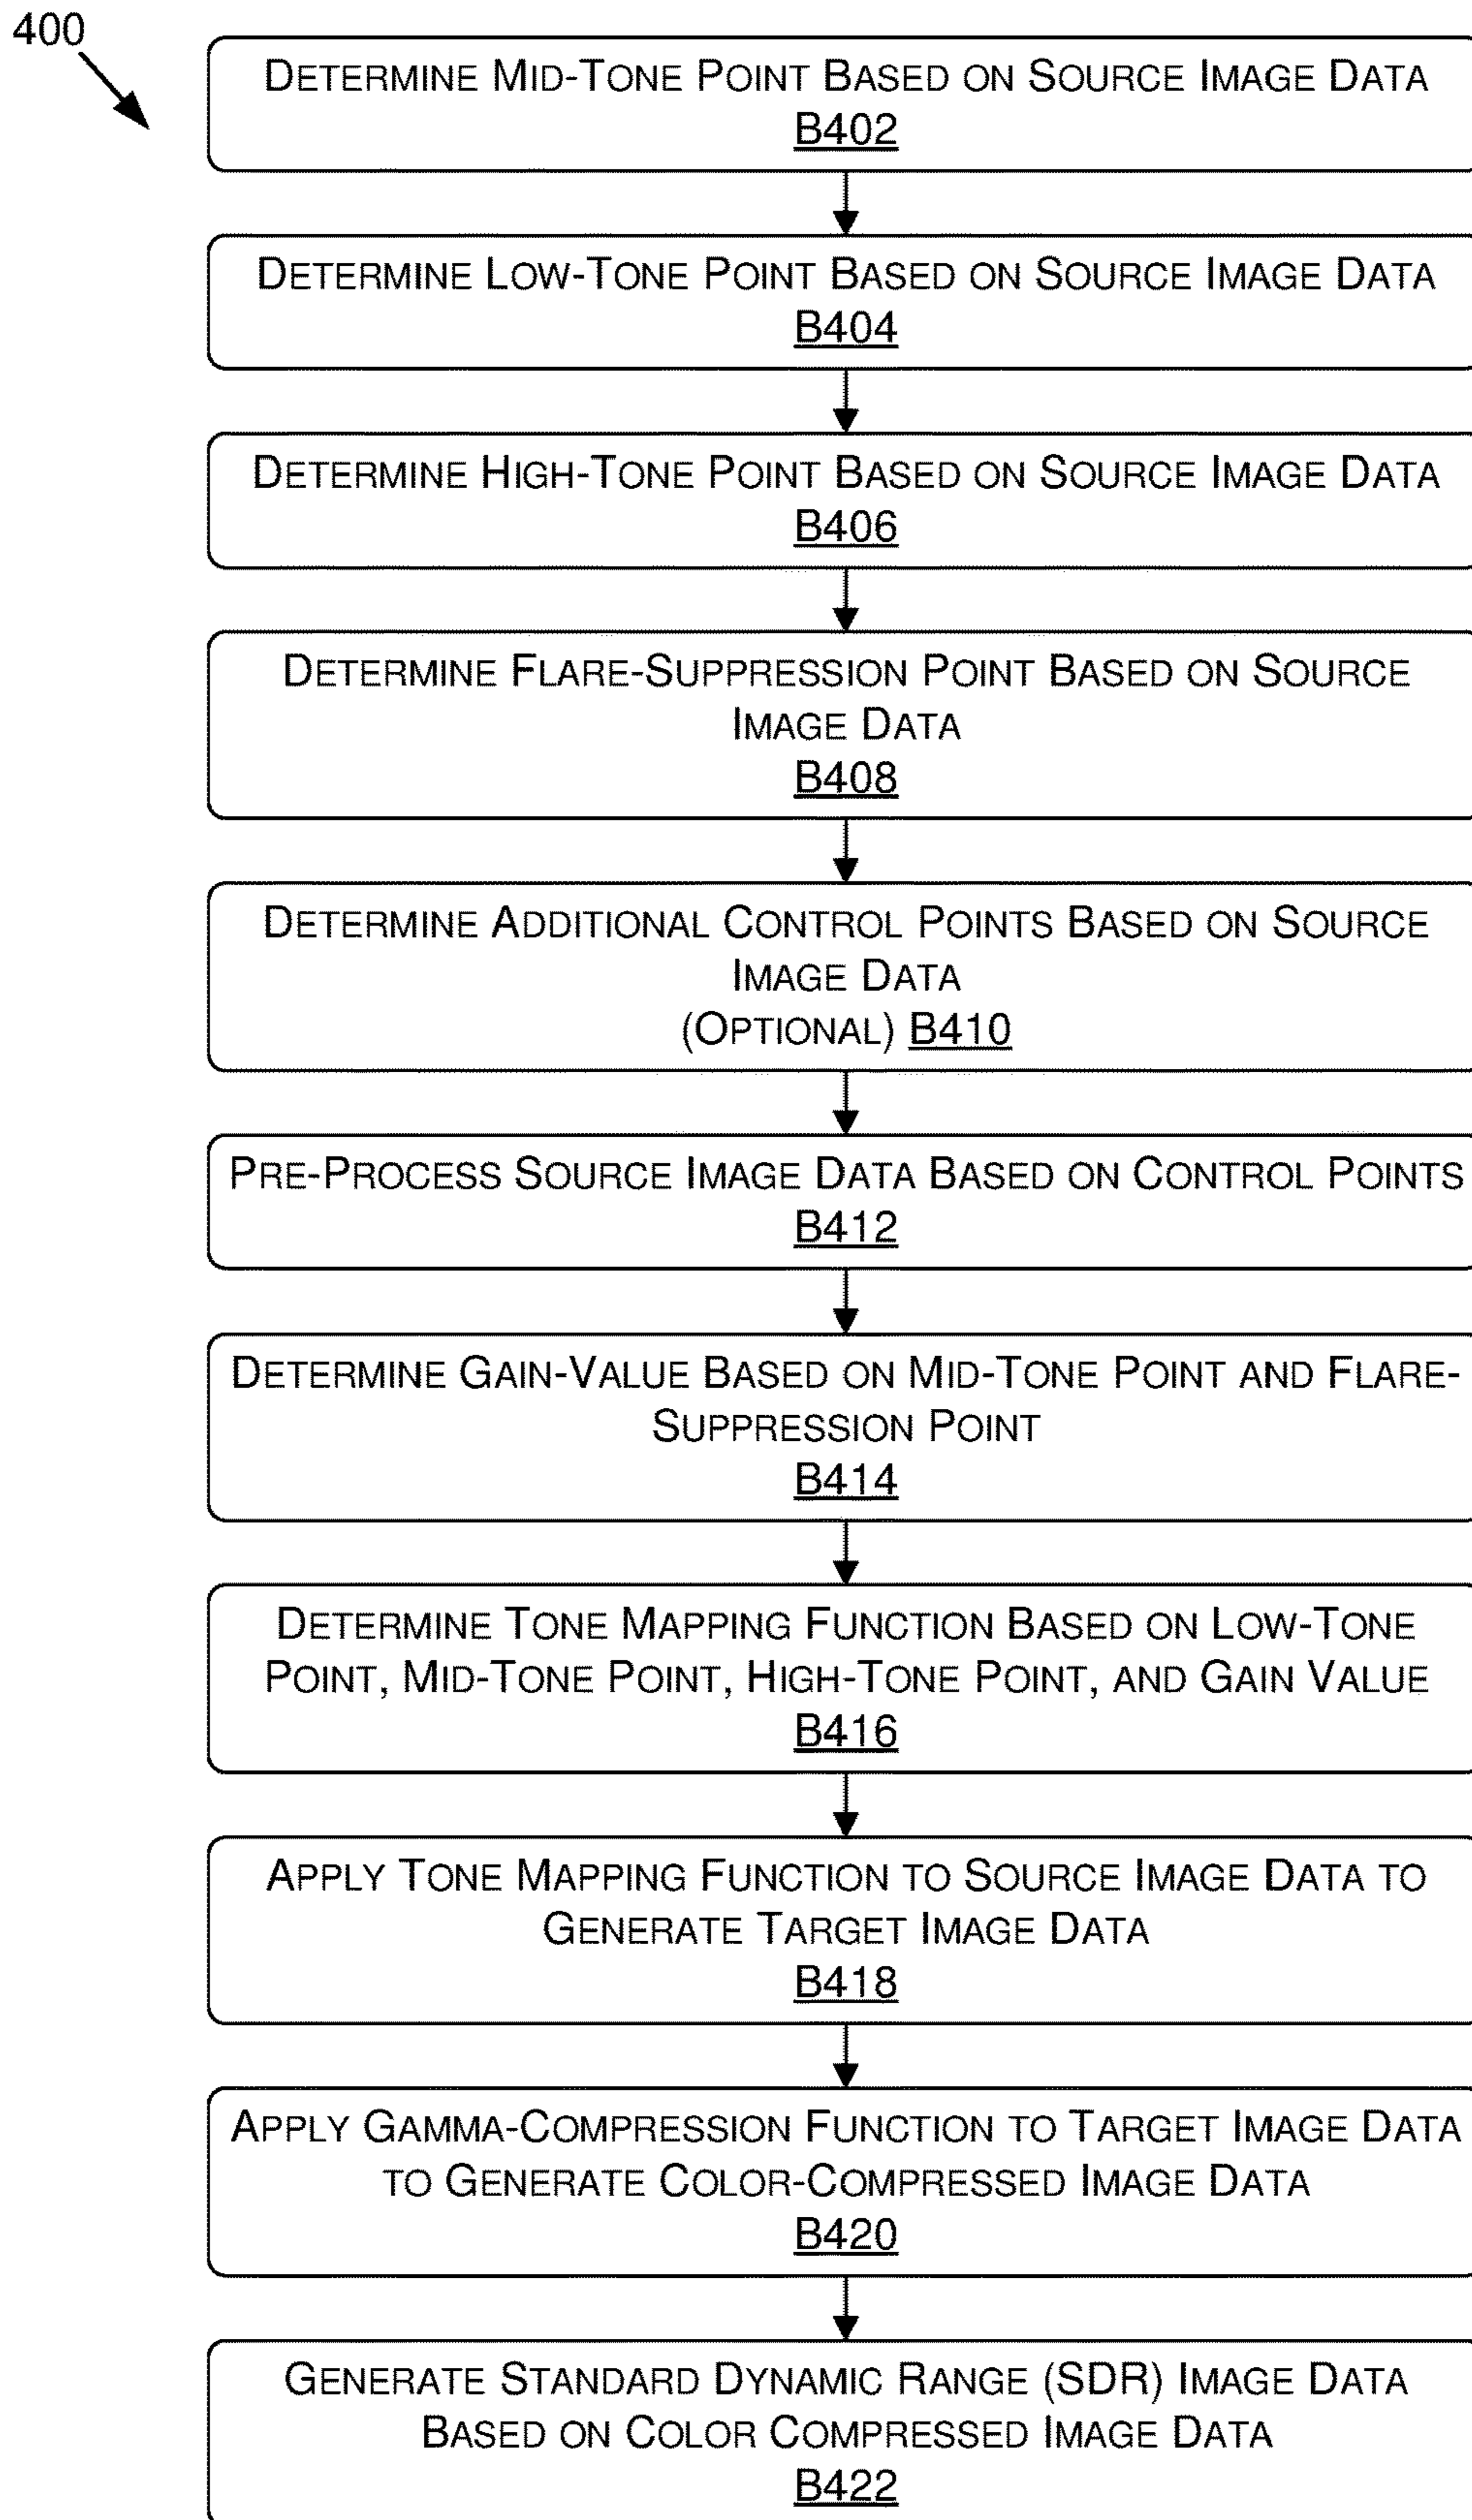 400
DETERMINE MID-TONE POINT BASED ON SOURCE IMAGE DATA
B402
DETERMINE LOW-TONE POINT BASED ON SOURCE IMAGE DATA
B404
DETERMINE HIGH-TONE POINT BASED ON SOURCE IMAGE DATA
B406
DETERMINE FLARE-SUPPRESSION POINT BASED ON SOURCE
IMAGE DATA
B408
DETERMINE ADDITIONAL CONTROL POINTS BASED ON SOURCE
IMAGE DATA
(OPTIONAL) B410
PRE-PROCESS SOURCE IMAGE DATA BASED ON CONTROL POINTS
B412
DETERMINE GAIN-VALUE BASED ON MID-TONE POINT AND FLARE-
SUPPRESSION POINT
B414
DETERMINE TONE MAPPING FUNCTION BASED ON LOW-TONE
POINT, MID-TONE POINT, HIGH-TONE POINT, AND GAIN VALUE
B416
APPLY TONE MAPPING FUNCTION TO SOURCE IMAGE DATA TO
GENERATE TARGET IMAGE DATA
B418
APPLY GAMMA-COMPRESSION FUNCTION TO TARGET IMAGE DATA
TO GENERATE COLOR-COMPRESSED IMAGE DATA
B420
GENERATE STANDARD DYNAMIC RANGE (SDR) IMAGE DATA
BASED ON COLOR COMPRESSED IMAGE DATA
B422